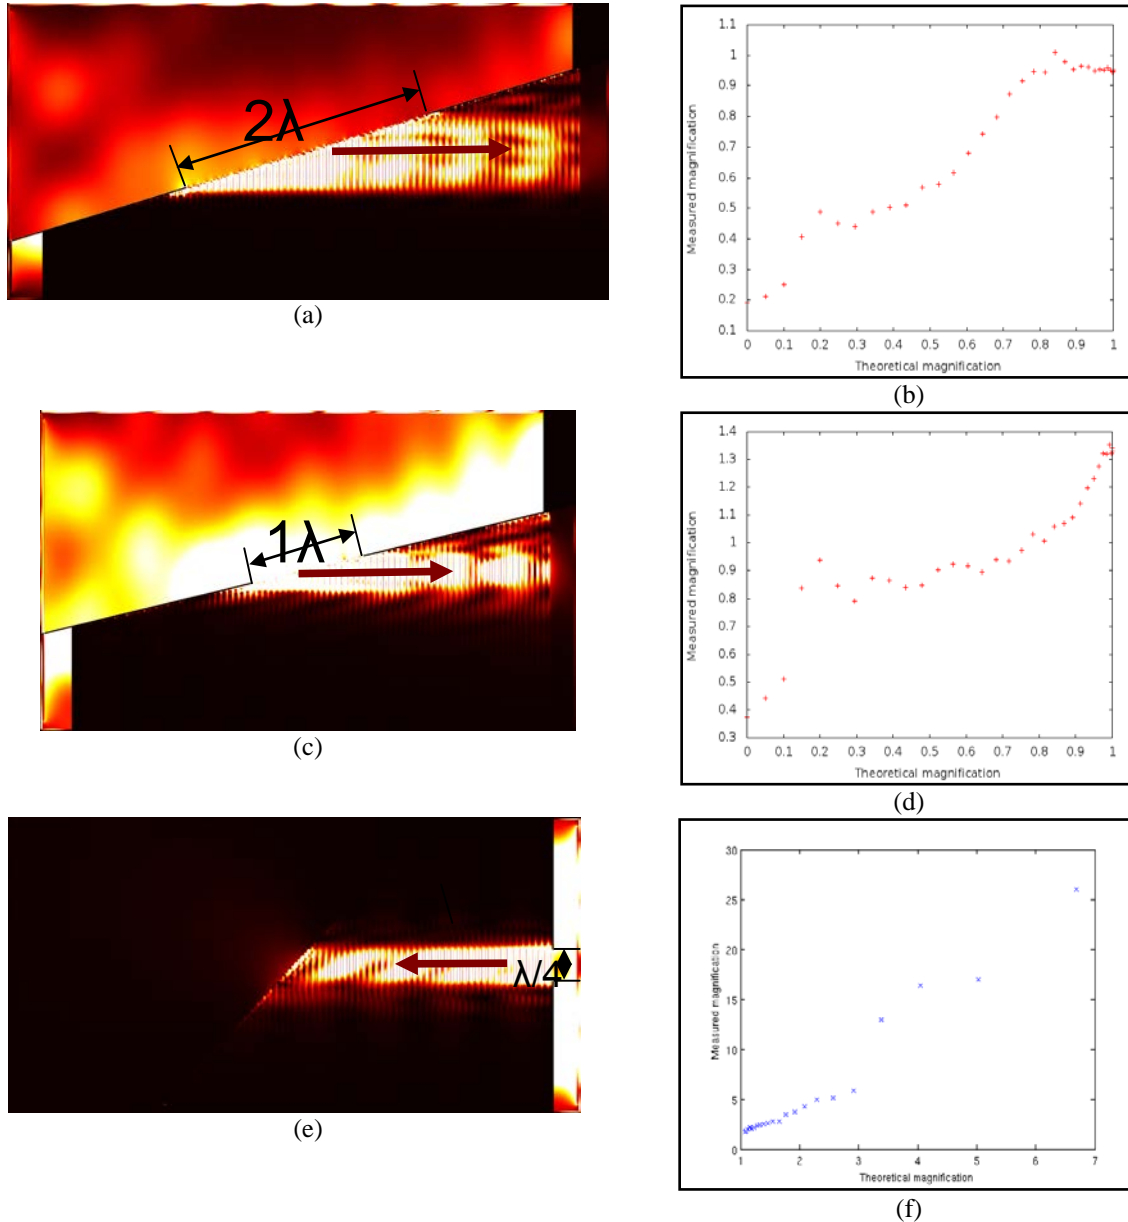 2λ
(a)
1.1
1
0.9
0.8
0.7
0.6
0.5
0.4
0.3
0.2
0.1
Measured magnification
0 0.1 0.2 0.3 0.4 0.5 0.6 0.7 0.8 0.9 1
Theoretical magnification
(b)
1λ
(c)
1.4
1.3
1.2
1.1
1
0.9
0.8
0.7
0.6
0.5
0.4
0.3
Measured magnification
0 0.1 0.2 0.3 0.4 0.5 0.6 0.7 0.8 0.9 1
Theoretical magnification
(d)
λ/4
(e)
30
25
20
15
10
5
0
Measured magnification
1 2 3 4 5 6 7
Theoretical magnification
(f)